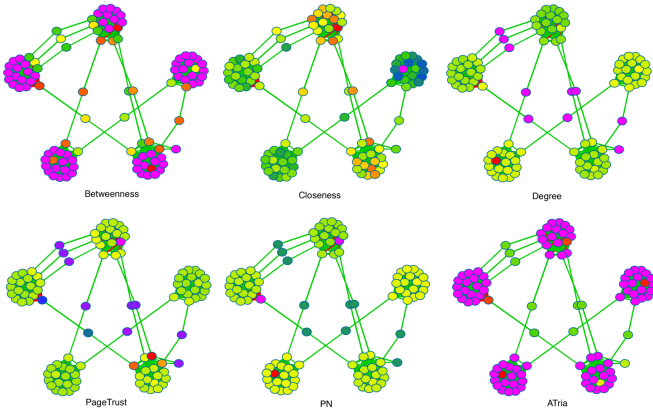 Betweenness
Closeness
Degree
PageTrust
PN
ATria